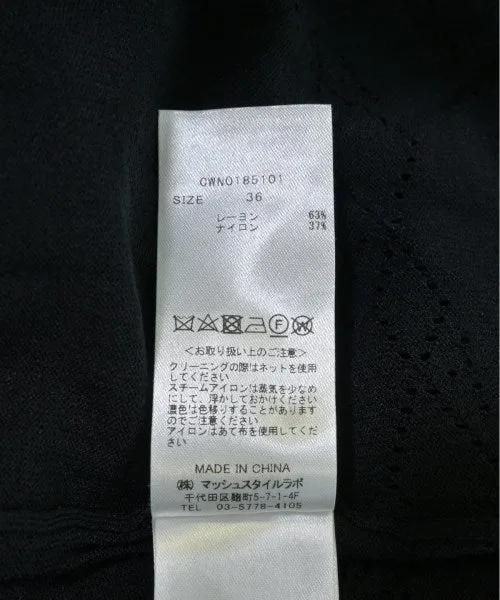 CWNO185101
SIZE 36
レーヨン 63%
ナイロン 37%
F W
<お取り扱い上のご注意>
クリーニングの際はネットを使用
してください
スチームアイロンは蒸気を少なめ
にして、浮かしておかけください
濃色は色移りすることがあります
のでご注意ください
アイロンはあて布を使用してくだ
さい
MADE IN CHINA
(株) マッシュスタイルラボ
千代田区麹町5-7-1-4F
TEL 03-5778-4105